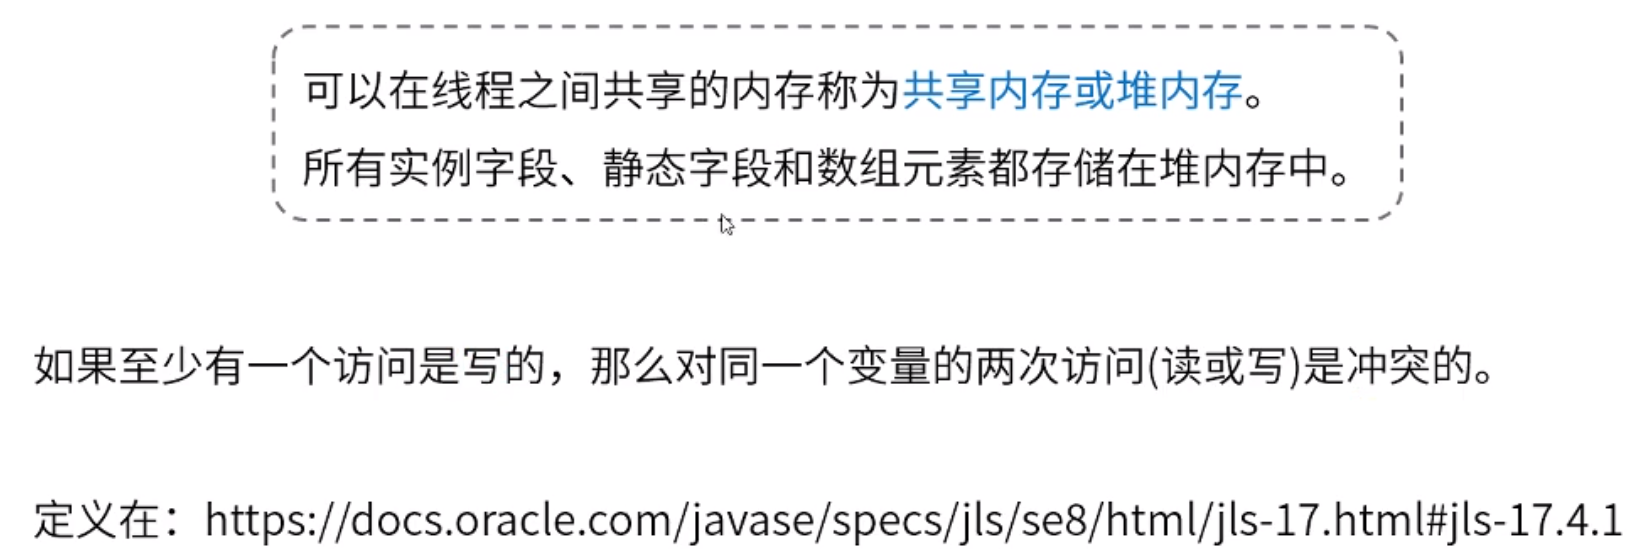 可以在线程之间共享的内存称为共享内存或堆内存。
所有实例字段、静态字段和数组元素都存储在堆内存中。
如果至少有一个访问是写的，那么对同一个变量的两次访问(读或写)是冲突的。
定义在：https://docs.oracle.com/javase/specs/jls/se8/html/jls-17.html#jls-17.4.1